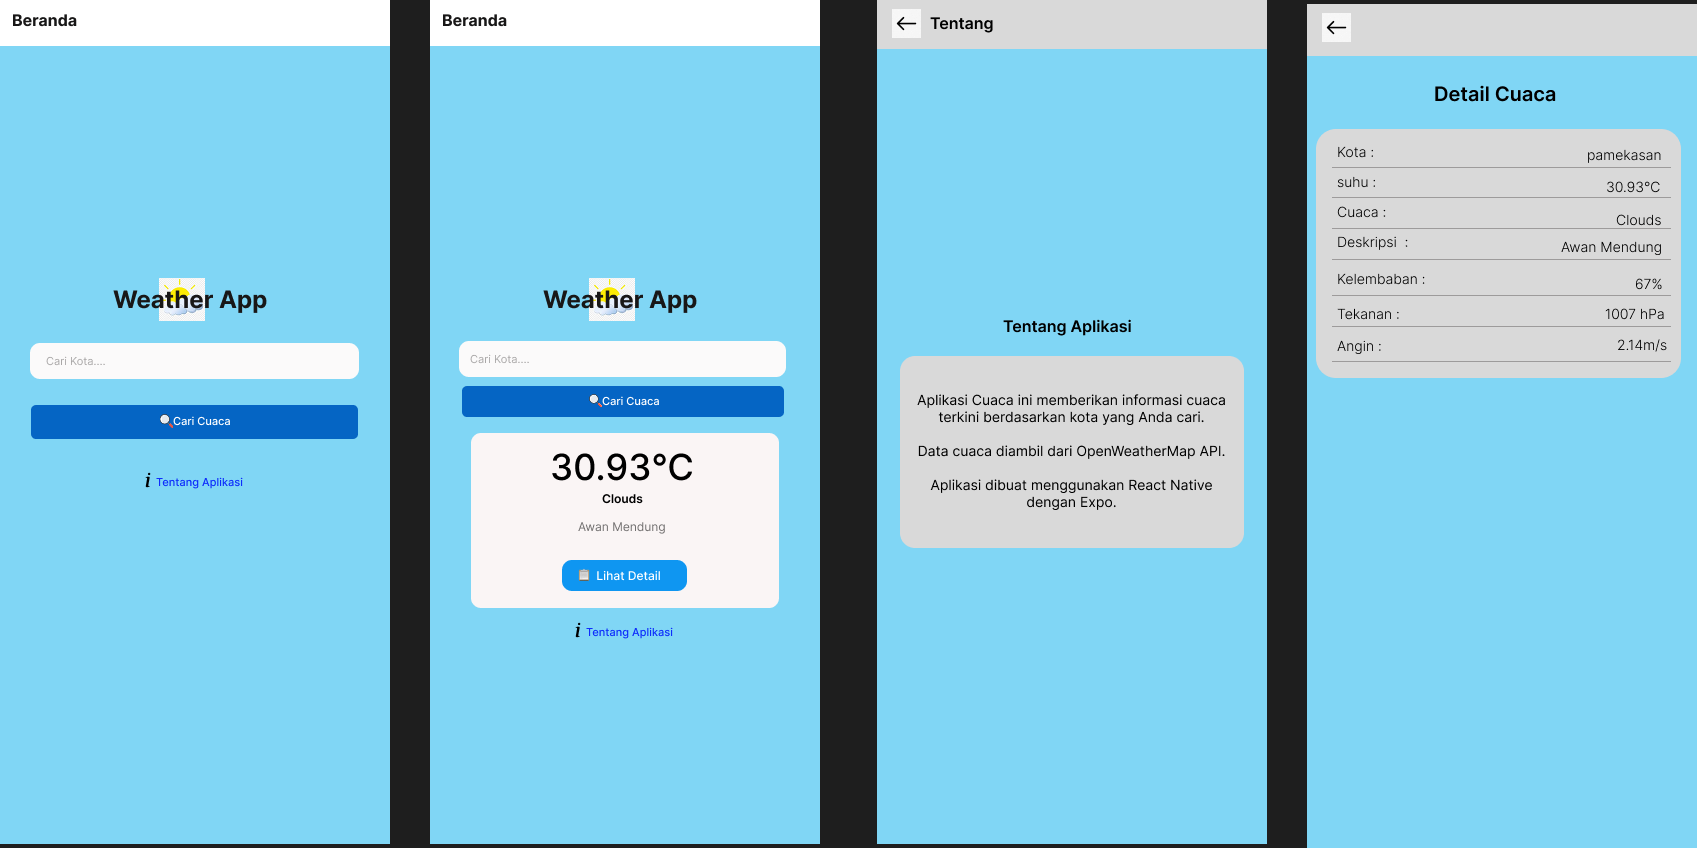 Beranda
Weather App
Cari Kota....
🔍Cari Cuaca
i Tentang Aplikasi
Beranda
Weather App
Cari Kota....
🔍Cari Cuaca
30.93°C
Clouds
Awan Mendung
📋 Lihat Detail
i Tentang Aplikasi
Tentang
Tentang Aplikasi
Aplikasi Cuaca ini memberikan informasi cuaca
terkini berdasarkan kota yang Anda cari.
Data cuaca diambil dari OpenWeatherMap API.
Aplikasi dibuat menggunakan React Native
dengan Expo.
Detail Cuaca
Kota : pamekasan
suhu : 30.93°C
Cuaca : Clouds
Deskripsi : Awan Mendung
Kelembaban : 67%
Tekanan : 1007 hPa
Angin : 2.14m/s